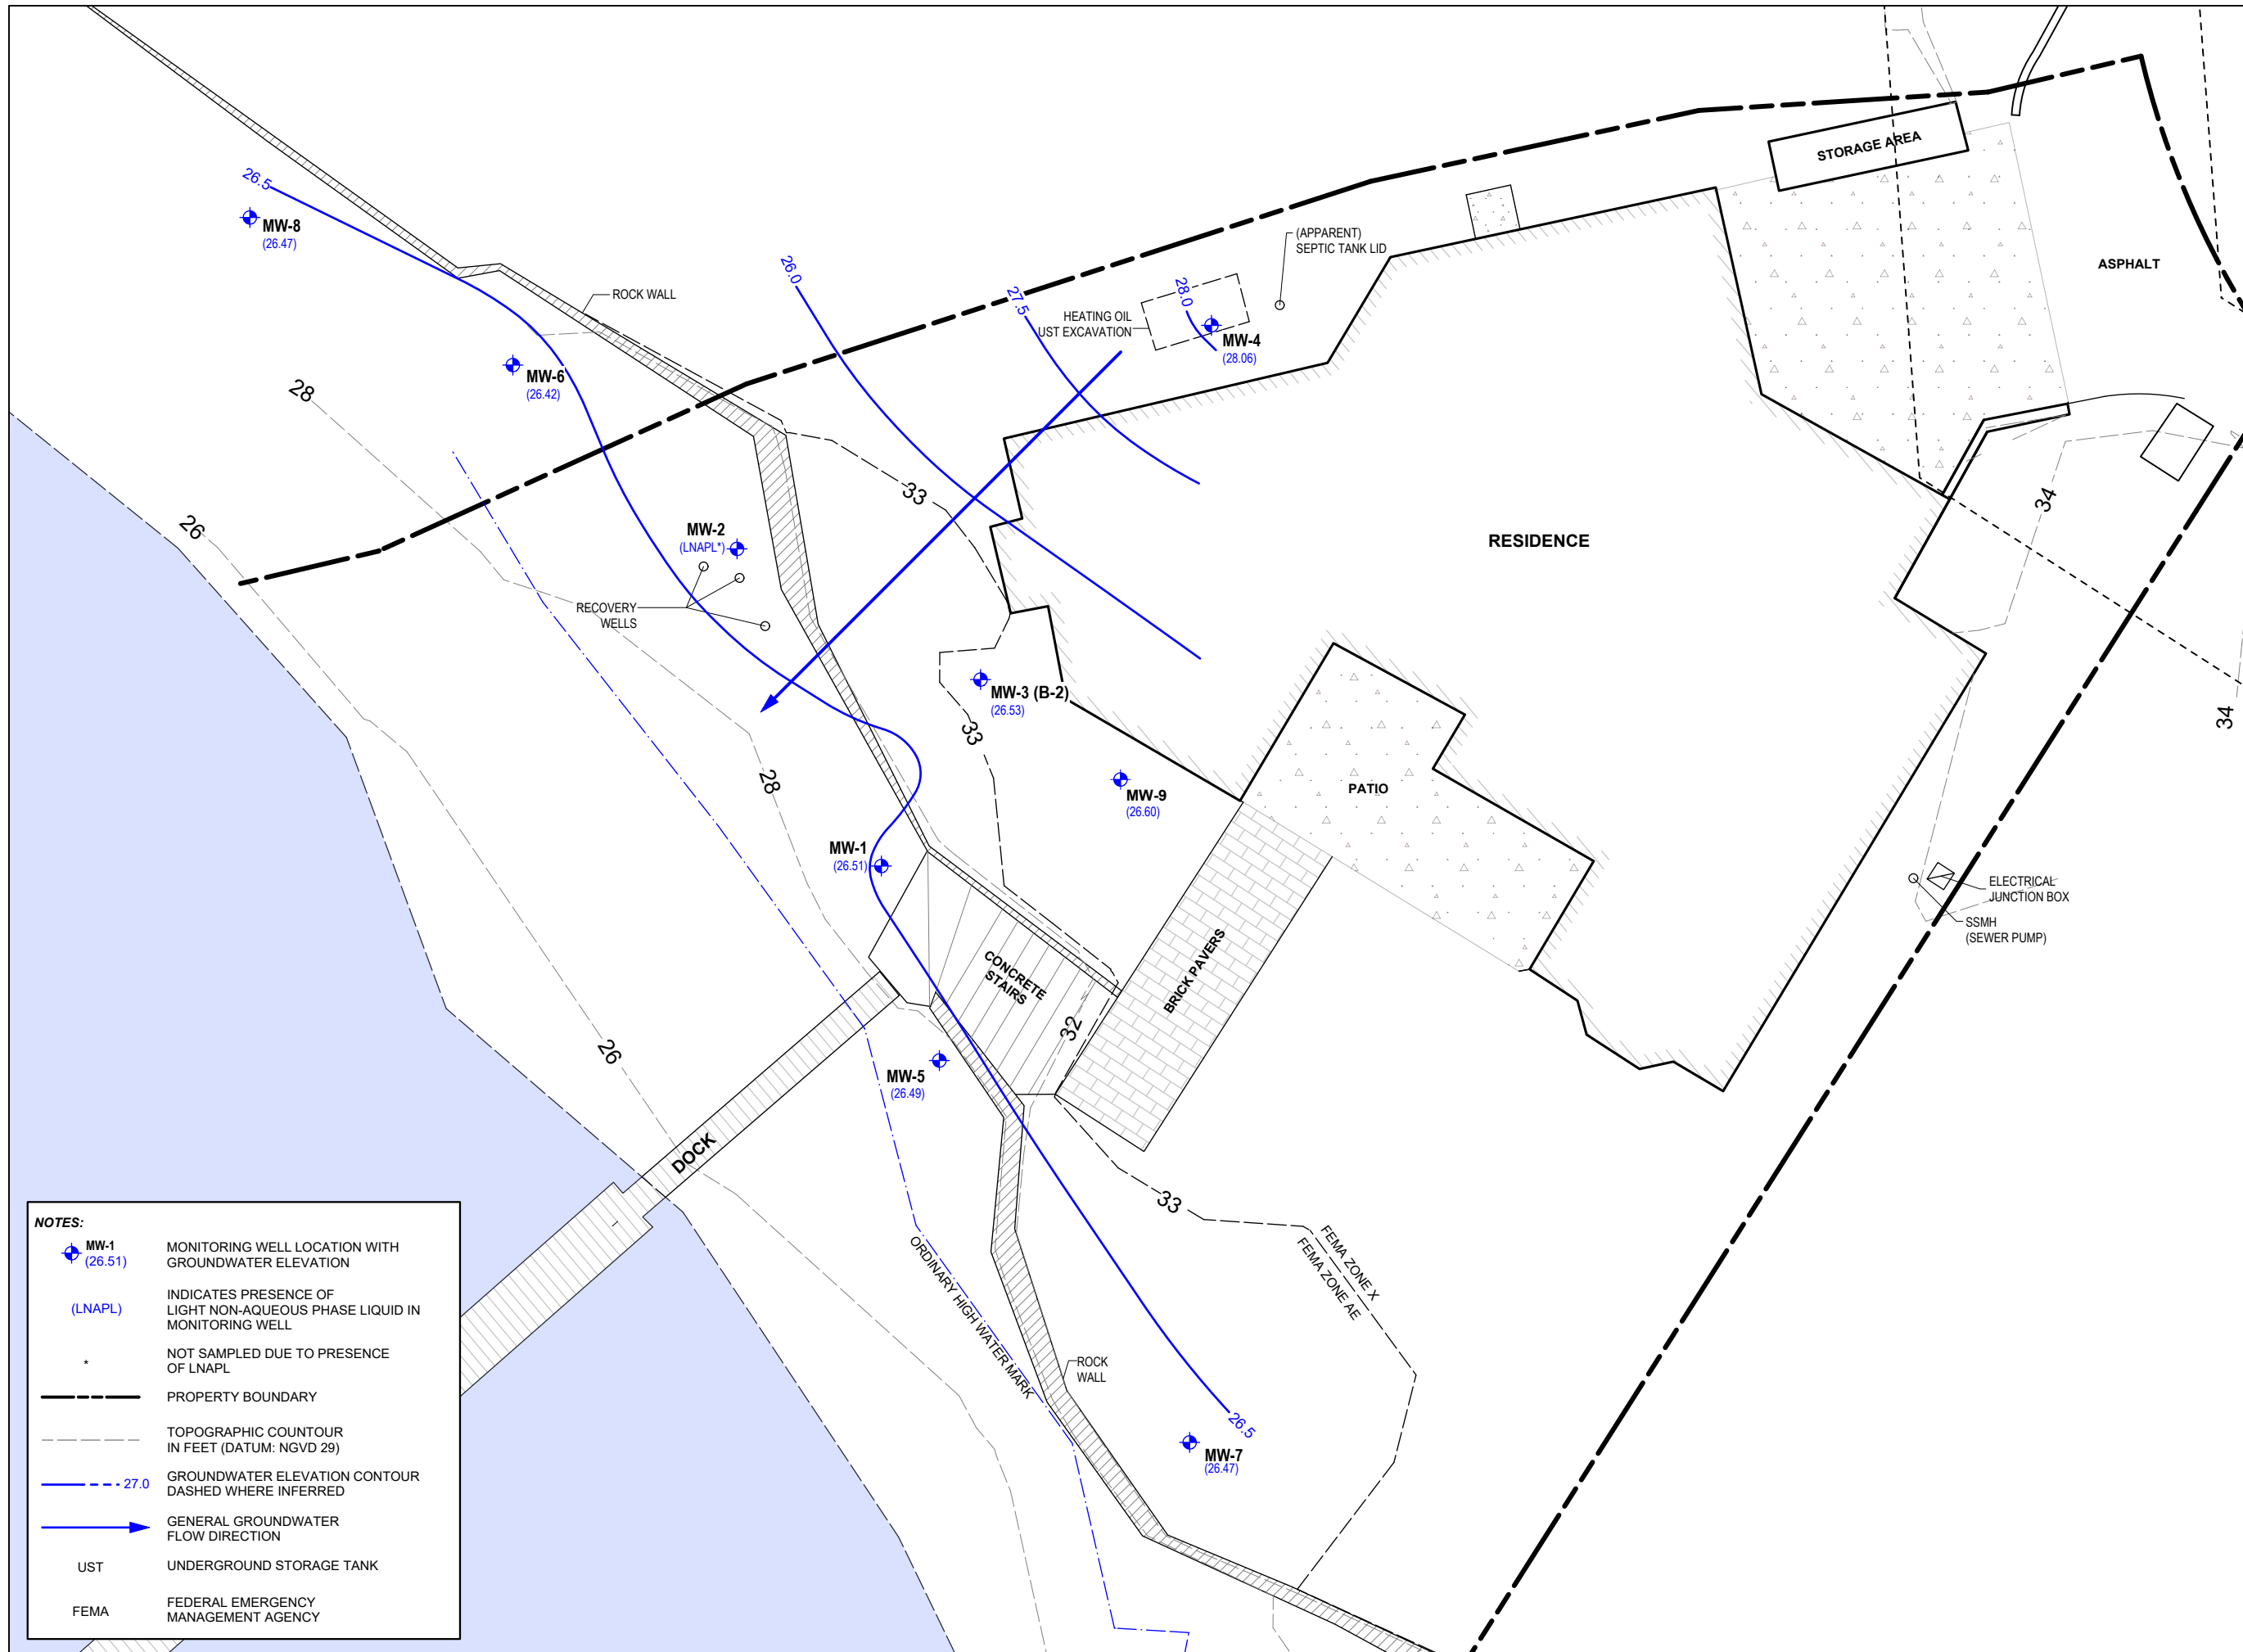 STORAGE AREA
26.5
MW-8
(26.47)
ROCK WALL
26.0
(APPARENT)
SEPTIC TANK LID
ASPHALT
27.5
28.0
HEATING OIL
UST EXCAVATION
MW-4
(28.06)
MW-6
(26.42)
28
33
34
26
MW-2
(LNAPL*)
RESIDENCE
RECOVERY
WELLS
MW-3 (B-2)
(26.53)
34
33
28
MW-9
(26.60)
PATIO
MW-1
(26.51)
ELECTRICAL
JUNCTION BOX
SSMH
(SEWER PUMP)
BRICK PAVERS
CONCRETE
STAIRS
32
26
MW-5
(26.49)
DOCK
33
FEMA ZONE X
FEMA ZONE AE
ORDINARY HIGH WATER MARK
ROCK
WALL
26.5
MW-7
(26.47)
NOTES:
MW-1
(26.51)
MONITORING WELL LOCATION WITH
GROUNDWATER ELEVATION
(LNAPL)
INDICATES PRESENCE OF
LIGHT NON-AQUEOUS PHASE LIQUID IN
MONITORING WELL
*
NOT SAMPLED DUE TO PRESENCE
OF LNAPL
PROPERTY BOUNDARY
TOPOGRAPHIC COUNTOUR
IN FEET (DATUM: NGVD 29)
27.0
GROUNDWATER ELEVATION CONTOUR
DASHED WHERE INFERRED
GENERAL GROUNDWATER
FLOW DIRECTION
UST
UNDERGROUND STORAGE TANK
FEMA
FEDERAL EMERGENCY
MANAGEMENT AGENCY